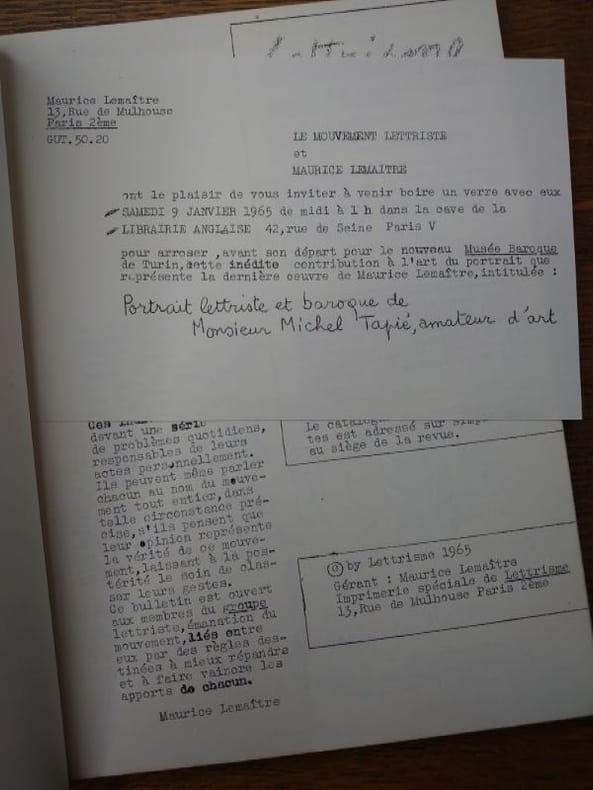 Maurice Lemaître
13,Rue de Mulhouse
Paris 2ème
GUT.50.20
LE MOUVEMENT LETTRISTE
et
MAURICE LEMAITRE
ont le plaisir de vous inviter à venir boire un verre avec eux
SAMEDI 9 JANVIER 1965 de midi à 1 h dans la cave de la
LIBRAIRIE ANGLAISE 42,rue de Seine Paris V
pour arroser ,avant son départ pour le nouveau Musée Baroque
de Turin,cette inédite contribution à l'art du portrait que
représente la dernière oeuvre de Maurice Lemaître,intitulée :
Portrait lettriste et baroque de
Monsieur Michel Tapié, amateur d'art
Ces
devant une série
de problèmes quotidiens,
responsables de leurs
actes personnellement.
Ils peuvent même parler
chacun au nom du mouve-
ment tout entier,dans
telle circonstance pré-
cise,s'ils pensent que
leur opinion représente
la vérité de ce mouve-
ment,laissant à la pos-
térité le soin de clas-
ser leurs gestes.
Ce bulletin est ouvert
aux membres du groupe
lettriste,émanation du
mouvement,liés entre
eux par des règles des-
tinées à mieux répandre
et à faire vaincre les
apports de chacun.
Maurice Lemaître
Le catalogue
tes est adressé sur
au siège de la revue.
© by Lettrisme 1965
Gérant : Maurice Lemaître
Imprimerie spéciale de Lettrisme
13,Rue de Mulhouse Paris 2ème